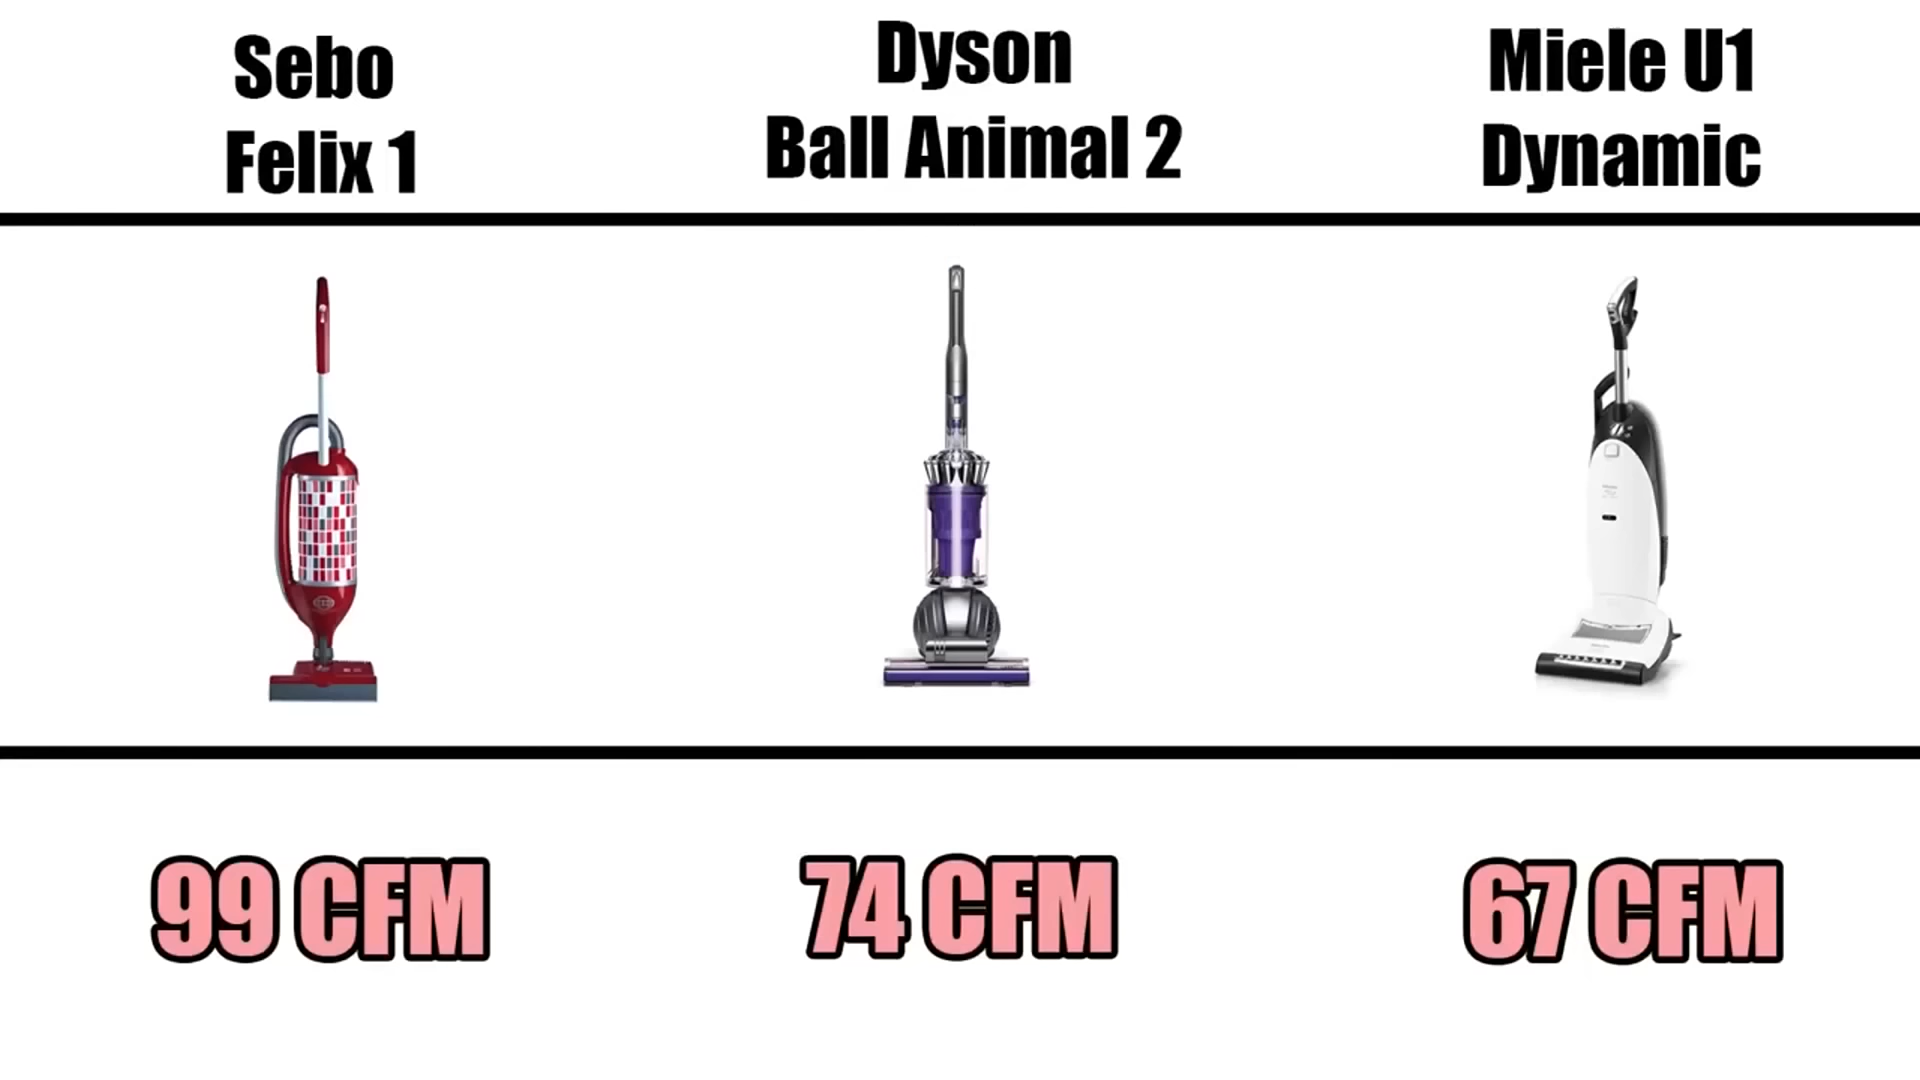 Sebo
Felix 1
Dyson
Ball Animal 2
Miele U1
Dynamic
99 CFM
74 CFM
67 CFM